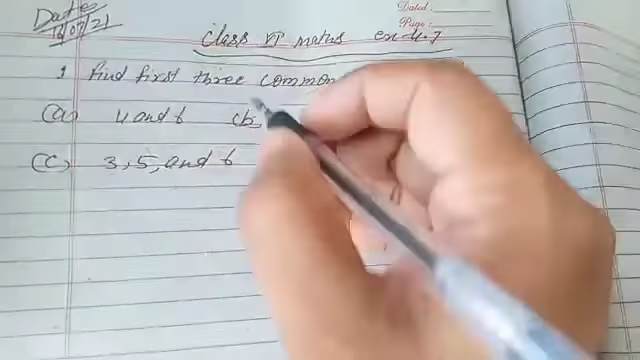 Date
14/07/21
Dated:
Page:
Class VI maths ex-4.7
1 find first three common
(a) 4 and 6 (b)
(c) 3, 5, and 6